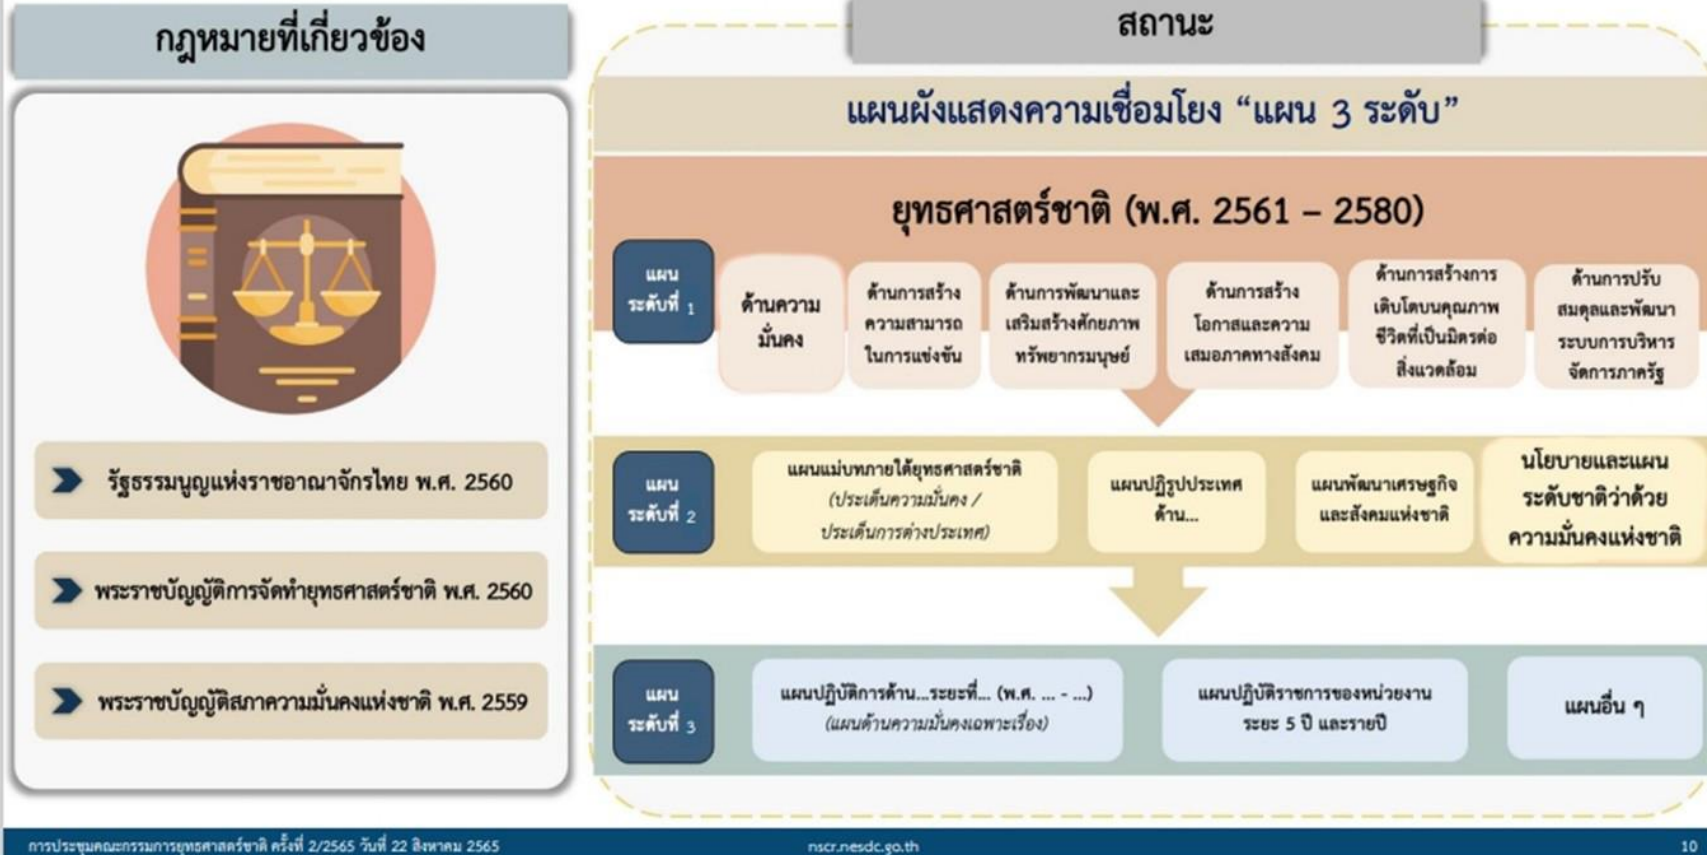 กฎหมายที่เกี่ยวข้อง
รัฐธรรมนูญแห่งราชอาณาจักรไทย พ.ศ. 2560
พระราชบัญญัติการจัดทำยุทธศาสตร์ชาติ พ.ศ. 2560
พระราชบัญญัติสภาความมั่นคงแห่งชาติ พ.ศ. 2559
สถานะ
แผนผังแสดงความเชื่อมโยง “แผน 3 ระดับ”
ยุทธศาสตร์ชาติ (พ.ศ. 2561 – 2580)
แผน
ระดับที่ 1
ด้านความ
มั่นคง
ด้านการสร้าง
ความสามารถ
ในการแข่งขัน
ด้านการพัฒนาและ
เสริมสร้างศักยภาพ
ทรัพยากรมนุษย์
ด้านการสร้าง
โอกาสและความ
เสมอภาคทางสังคม
ด้านการสร้างการ
เติบโตบนคุณภาพ
ชีวิตที่เป็นมิตรต่อ
สิ่งแวดล้อม
ด้านการปรับ
สมดุลและพัฒนา
ระบบการบริหาร
จัดการภาครัฐ
แผน
ระดับที่ 2
แผนแม่บทภายใต้ยุทธศาสตร์ชาติ
(ประเด็นความมั่นคง /
ประเด็นการต่างประเทศ)
แผนปฏิรูปประเทศ
ด้าน...
แผนพัฒนาเศรษฐกิจ
และสังคมแห่งชาติ
นโยบายและแผน
ระดับชาติว่าด้วย
ความมั่นคงแห่งชาติ
แผน
ระดับที่ 3
แผนปฏิบัติการด้าน...ระยะที่... (พ.ศ. ... - ...)
(แผนด้านความมั่นคงเฉพาะเรื่อง)
แผนปฏิบัติราชการของหน่วยงาน
ระยะ 5 ปี และรายปี
แผนอื่น ๆ
การประชุมคณะกรรมการยุทธศาสตร์ชาติ ครั้งที่ 2/2565 วันที่ 22 สิงหาคม 2565
nscr.nesdc.go.th
10